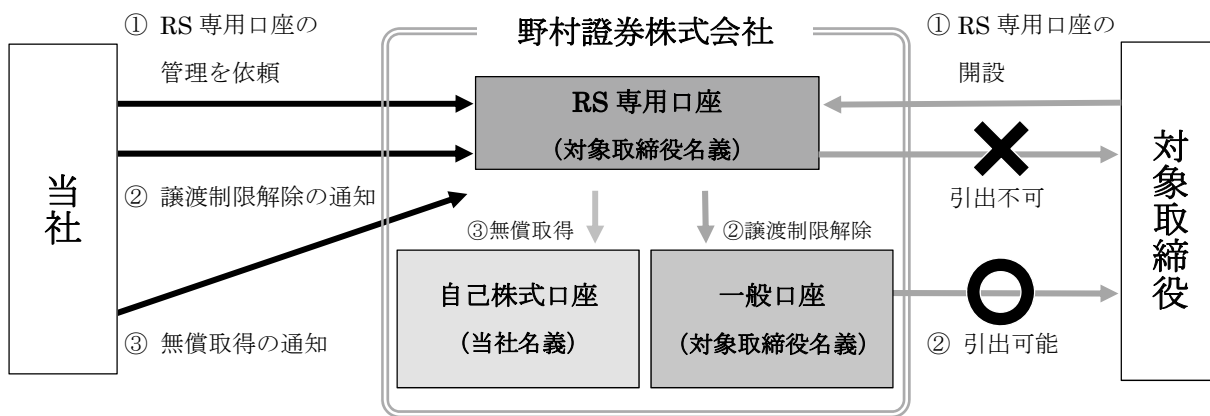 ① RS 専用口座の
管理を依頼
当社
② 譲渡制限解除の通知
③ 無償取得の通知
野村證券株式会社
RS 専用口座
(対象取締役名義)
③無償取得
②譲渡制限解除
自己株式口座
(当社名義)
一般口座
(対象取締役名義)
① RS 専用口座の
開設
引出不可
② 引出可能
対象取締役